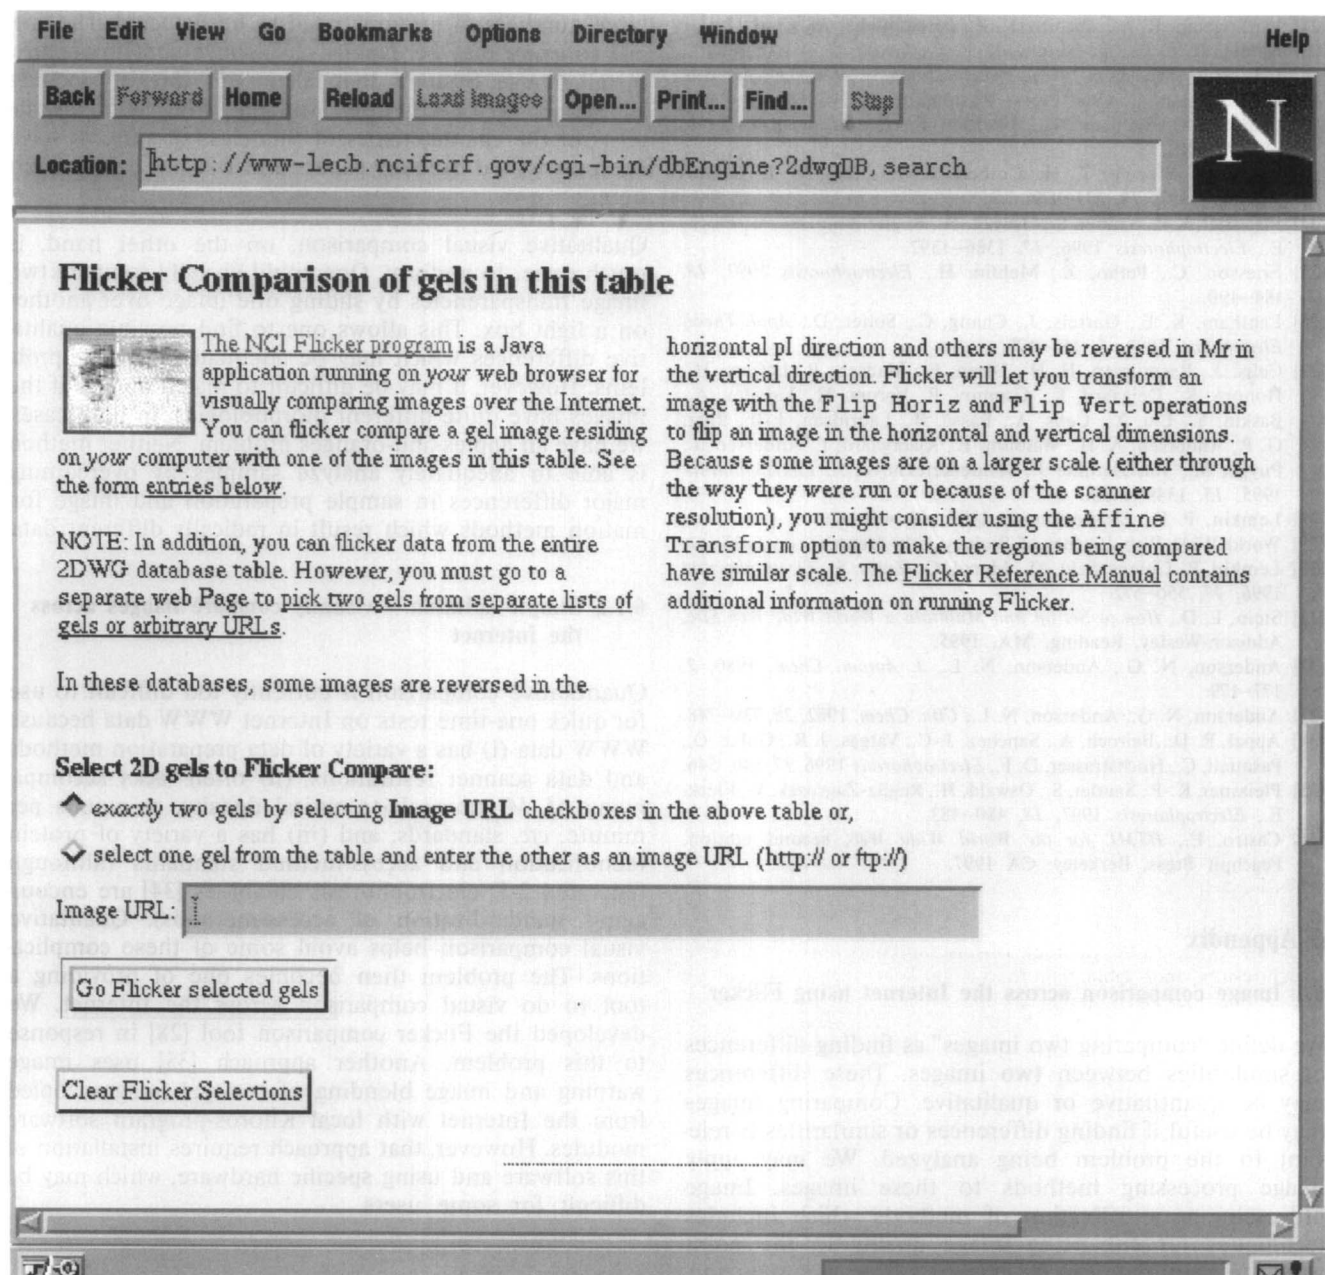 File Edit View Go Bookmarks Options Directory Window Help
Back Forward Home Reload Load Images Open... Print... Find... Stop
N
Location: http://www-lecb.ncifcrf.gov/cgi-bin/dbEngine?2dwgDB,search
Flicker Comparison of gels in this table
The NCI Flicker program is a Java
application running on your web browser for
visually comparing images over the Internet.
You can flicker compare a gel image residing
on your computer with one of the images in this table. See
the form entries below.
NOTE: In addition, you can flicker data from the entire
2DWG database table. However, you must go to a
separate web Page to pick two gels from separate lists of
gels or arbitrary URLs.
In these databases, some images are reversed in the
horizontal pI direction and others may be reversed in Mr in
the vertical direction. Flicker will let you transform an
image with the Flip Horiz and Flip Vert operations
to flip an image in the horizontal and vertical dimensions.
Because some images are on a larger scale (either through
the way they were run or because of the scanner
resolution), you might consider using the Affine
Transform option to make the regions being compared
have similar scale. The Flicker Reference Manual contains
additional information on running Flicker.
Select 2D gels to Flicker Compare:
exactly two gels by selecting Image URL checkboxes in the above table or,
select one gel from the table and enter the other as an image URL (http:// or ftp://)
Image URL:
Go Flicker selected gels
Clear Flicker Selections